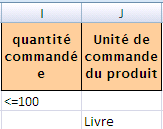 I
J
quantité
commandé
e
Unité de
commande
du produit
<=100
Livre